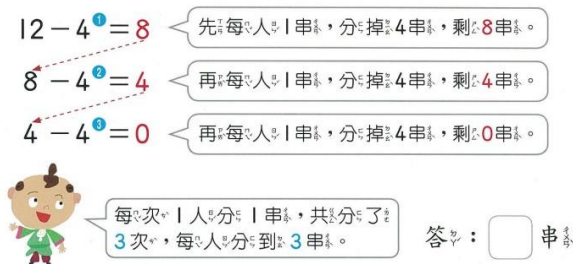 12-4❶=8
先每人1串，分掉4串，剩8串。
8-4❷=4
再每人1串，分掉4串，剩4串。
4-4❸=0
再每人1串，分掉4串，剩0串。
每次1人分1串，共分了
3次，每人分到3串。
答：□串